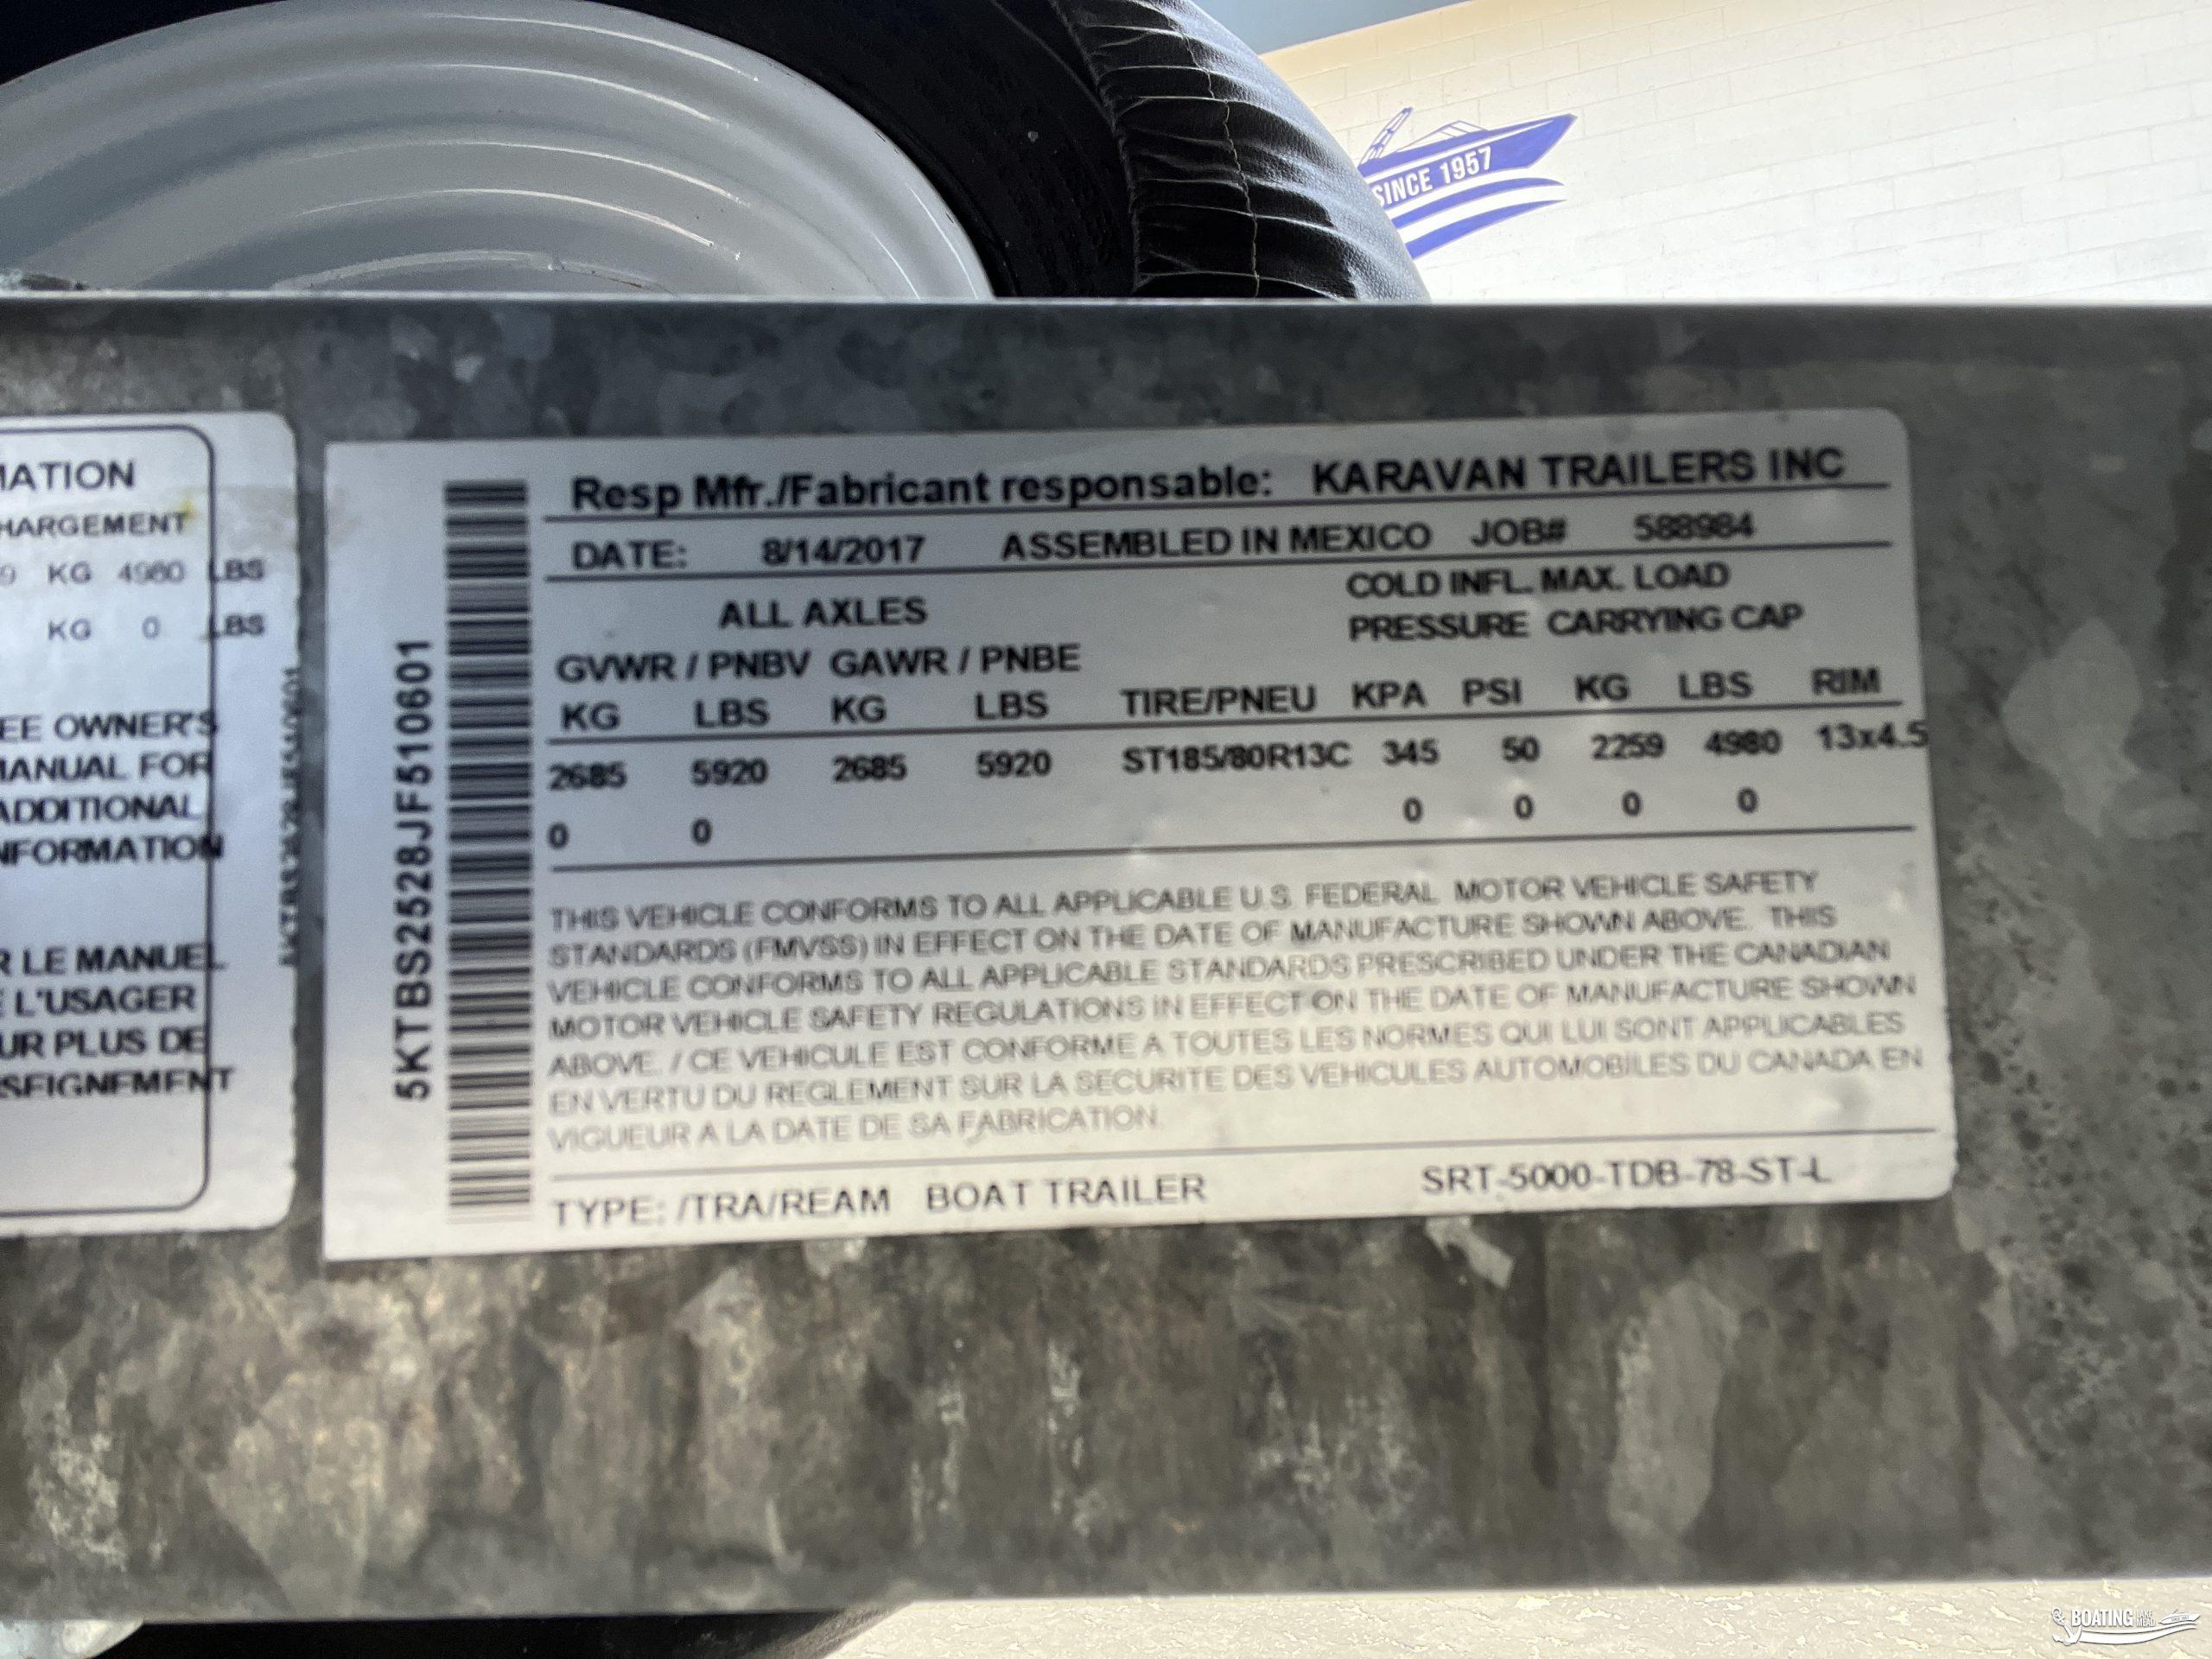 SINCE 1957
MATION
HARGEMENT
9 KG 4980 LBS
KG 0 LBS
EE OWNER'S
MANUAL FOR
ADDITIONAL
NFORMATION
R LE MANUEL
E L'USAGER
UR PLUS DE
SEIGNEMENT
5KTBS2528JF510601
Resp Mfr./Fabricant responsable: KARAVAN TRAILERS INC
DATE: 8/14/2017 ASSEMBLED IN MEXICO JOB# 588984
ALL AXLES COLD INFL. MAX. LOAD
PRESSURE CARRYING CAP
GVWR / PNBV GAWR / PNBE
KG LBS KG LBS TIRE/PNEU KPA PSI KG LBS RIM
2685 5920 2685 5920 ST185/80R13C 345 50 2259 4980 13x4.5
0 0 0 0 0 0
THIS VEHICLE CONFORMS TO ALL APPLICABLE U.S. FEDERAL MOTOR VEHICLE SAFETY
STANDARDS (FMVSS) IN EFFECT ON THE DATE OF MANUFACTURE SHOWN ABOVE. THIS
VEHICLE CONFORMS TO ALL APPLICABLE STANDARDS PRESCRIBED UNDER THE CANADIAN
MOTOR VEHICLE SAFETY REGULATIONS IN EFFECT ON THE DATE OF MANUFACTURE SHOWN
ABOVE. / CE VEHICULE EST CONFORME A TOUTES LES NORMES QUI LUI SONT APPLICABLES
EN VERTU DU REGLEMENT SUR LA SECURITE DES VEHICULES AUTOMOBILES DU CANADA EN
VIGUEUR A LA DATE DE SA FABRICATION.
TYPE: /TRA/REAM BOAT TRAILER SRT-5000-TDB-78-ST-L
BOATING LAKE MEAD